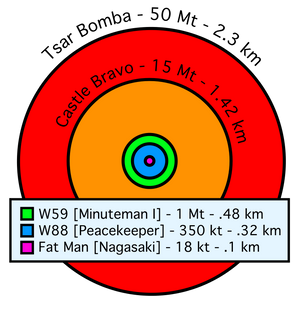 Tsar Bomba - 50 Mt - 2.3 km
Castle Bravo - 15 Mt - 1.42 km
W59 [Minuteman I] - 1 Mt - .48 km
W88 [Peacekeeper] - 350 kt - .32 km
Fat Man [Nagasaki] - 18 kt - .1 km